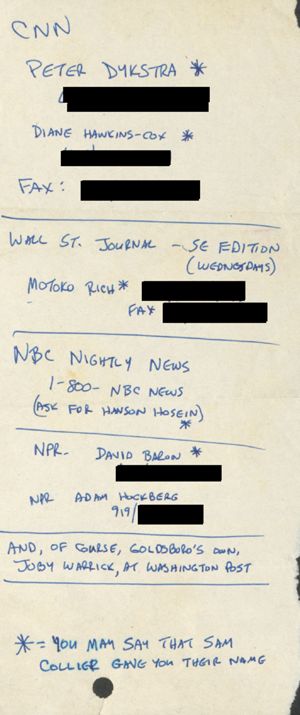 CNN
PETER DYKSTRA *
DIANE HAWKINS-COX *
FAX:
WALL ST. JOURNAL - SE EDITION
(WEDNESDAYS)
MOTOKO RICH *
FAX
NBC NIGHTLY NEWS
1-800- NBC NEWS
(ASK FOR HANSON HOSEIN)
*
NPR- DAVID BARON *
NPR ADAM HOCKBERG
919/
AND, OF COURSE, GOLDSBORO'S OWN,
JOBY WARRICK, AT WASHINGTON POST
* = YOU MAY SAY THAT SAM
COLLIER GAVE YOU THEIR NAME